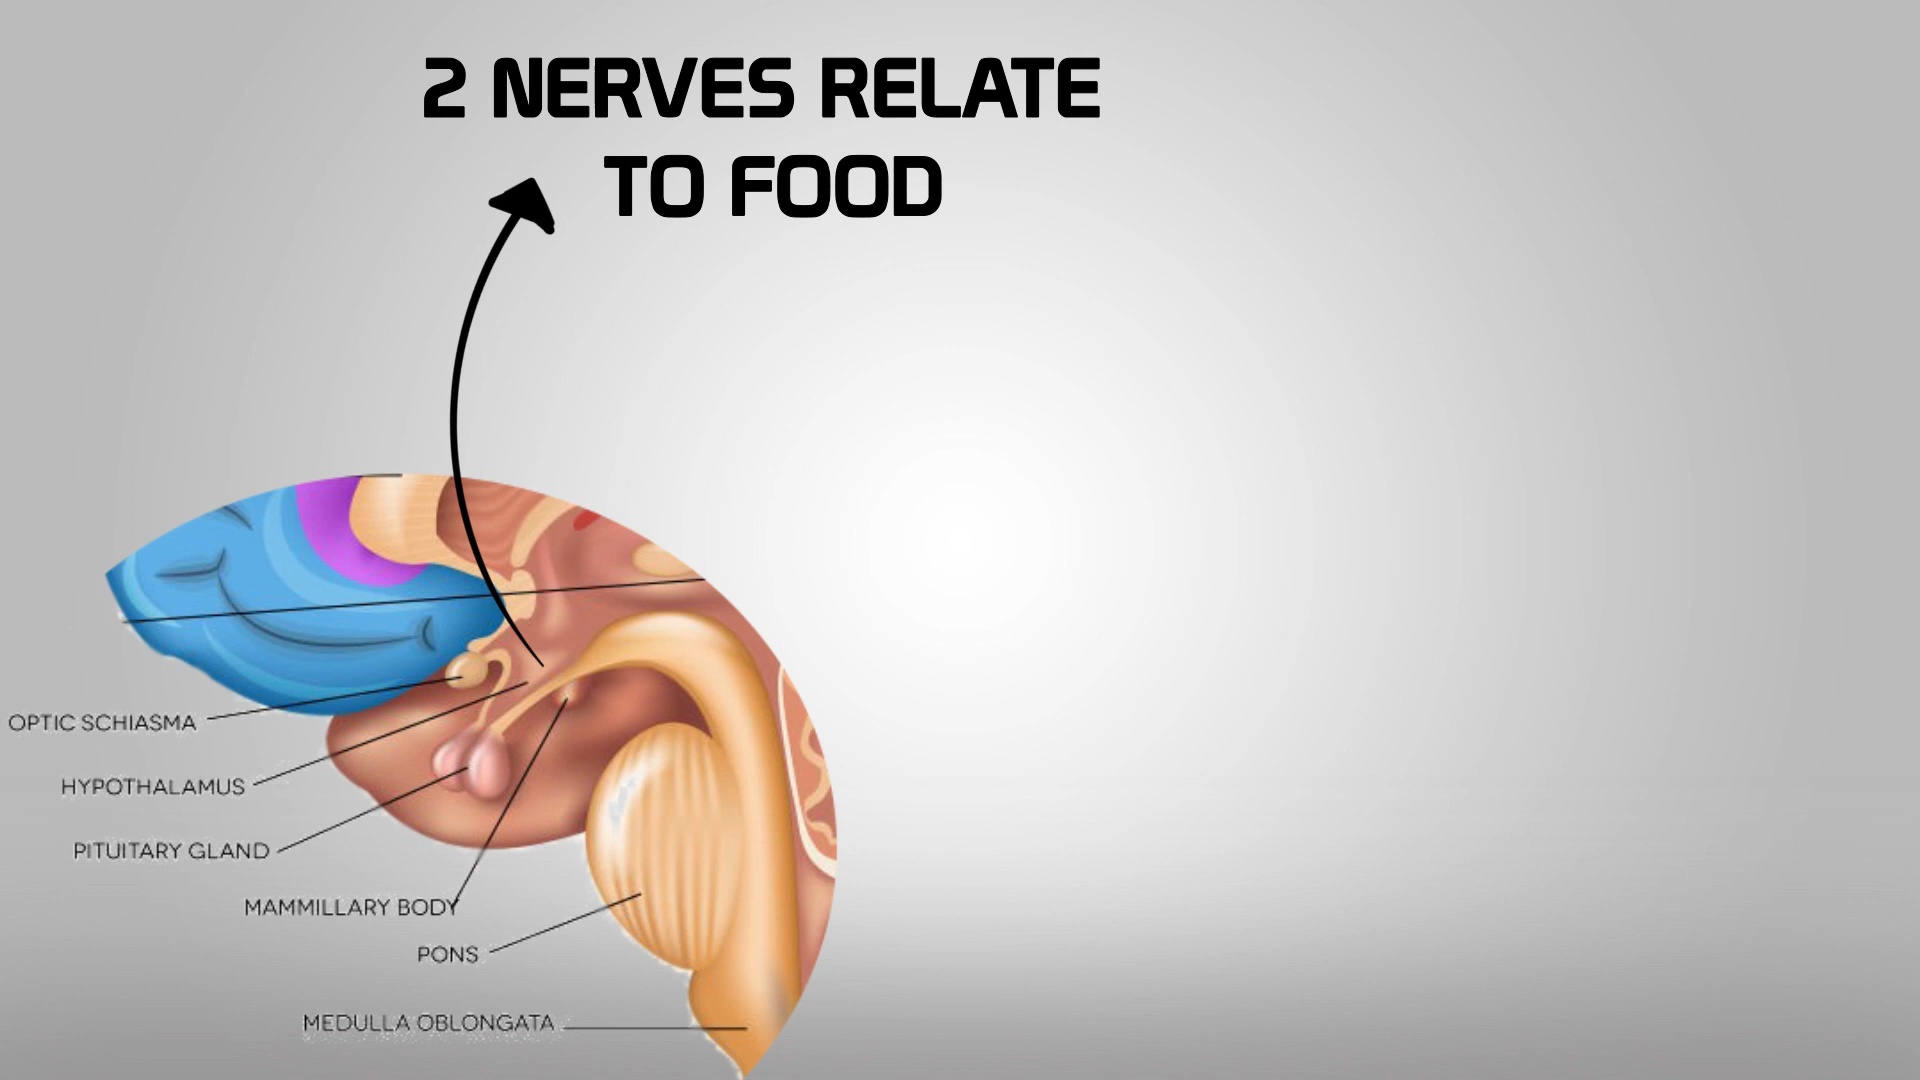 2 NERVES RELATE
TO FOOD
OPTIC SCHIASMA
HYPOTHALAMUS
PITUITARY GLAND
MAMMILLARY BODY
PONS
MEDULLA OBLONGATA